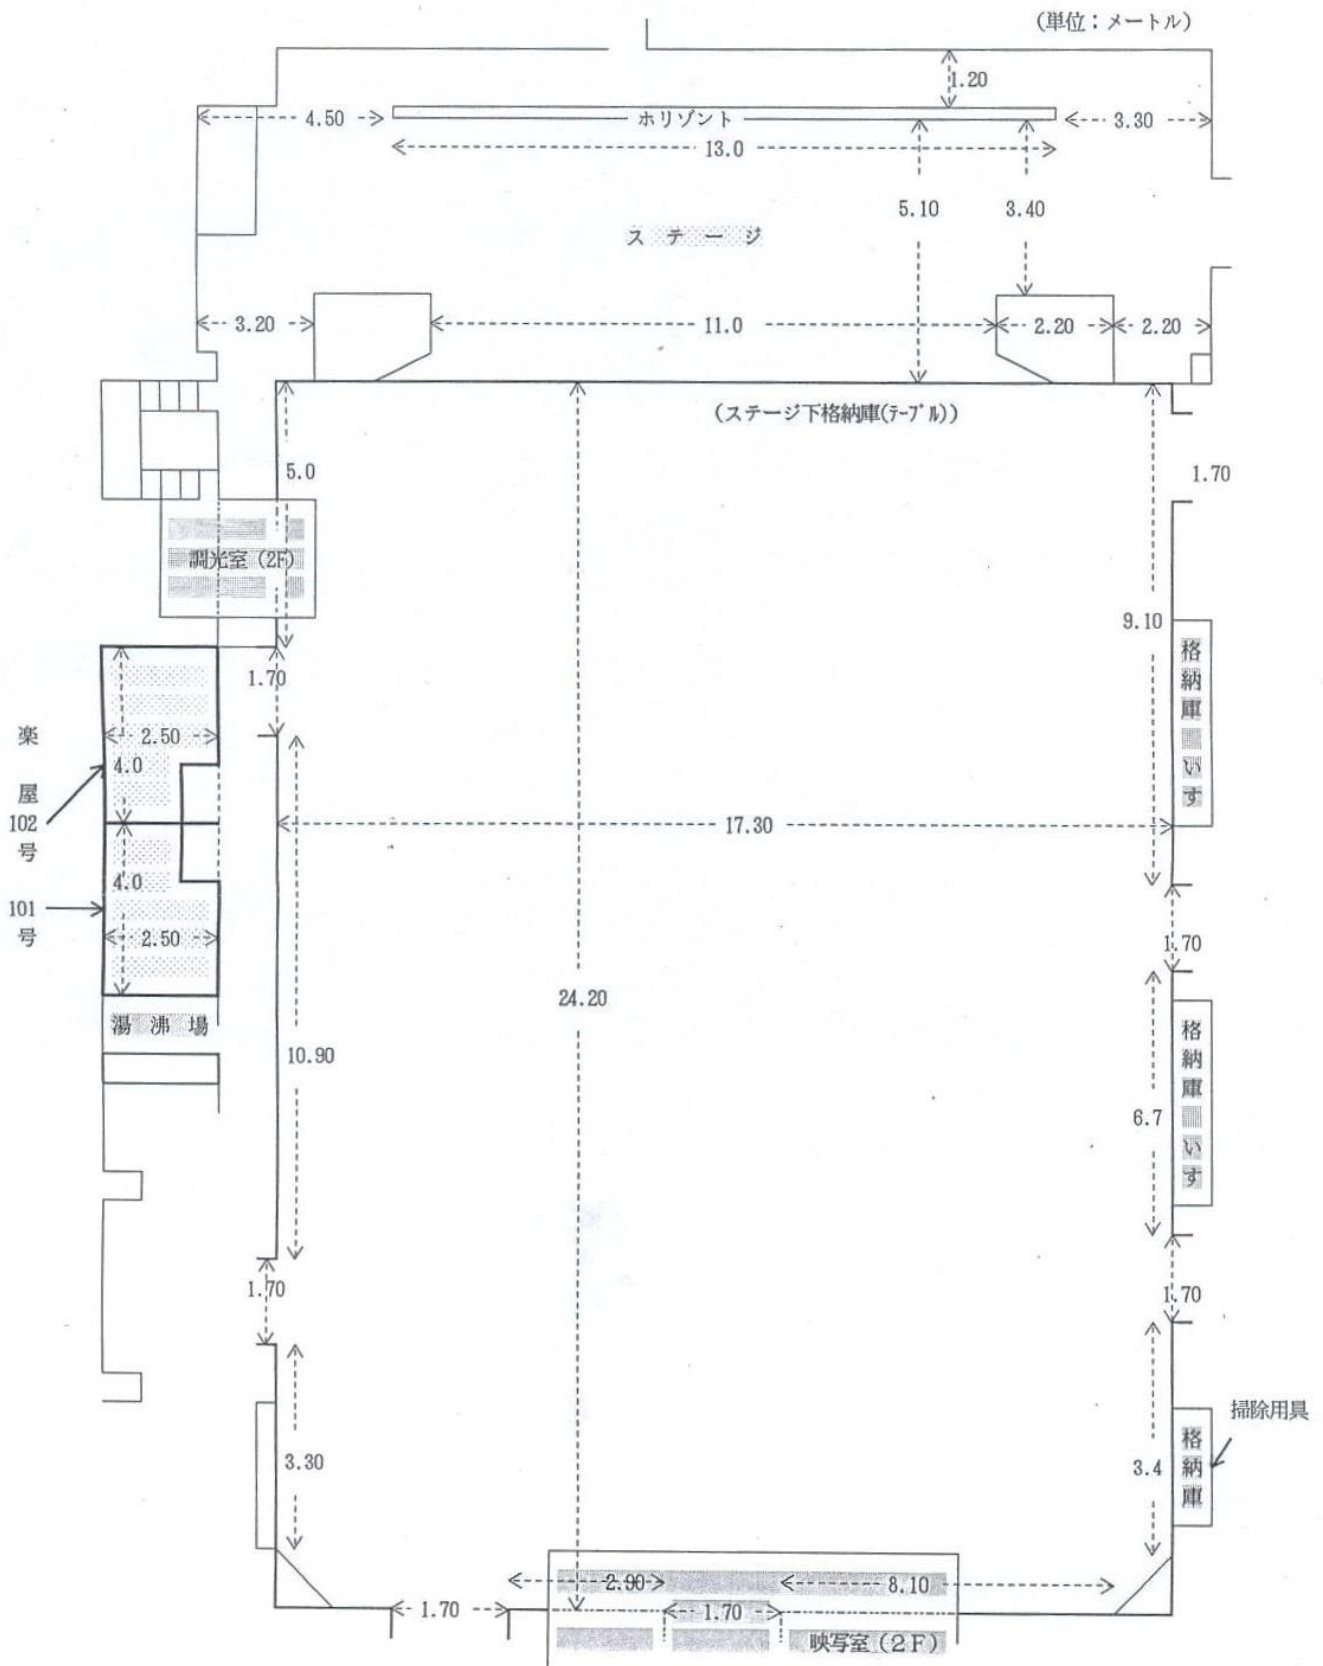 (単位：メートル)
1.20
4.50
ホリゾント
3.30
13.0
5.10
3.40
ステージ
3.20
11.0
2.20
2.20
(ステージ下格納庫(ﾃｰﾌﾞﾙ))
5.0
1.70
調光室(2F)
9.10
格納庫 いす
1.70
楽屋
2.50
4.0
102号
17.30
4.0
101号
2.50
1.70
24.20
湯沸場
10.90
格納庫 いす
6.7
1.70
1.70
掃除用具
3.30
3.4
格納庫
2.90
8.10
1.70
1.70
映写室(2F)